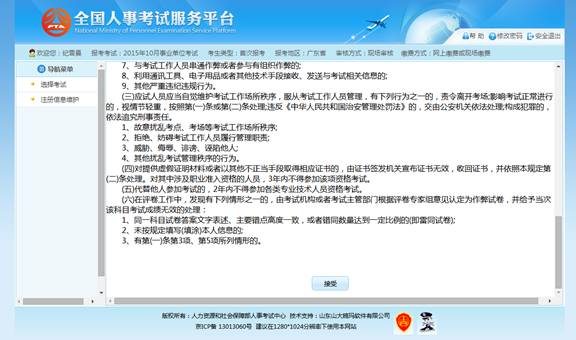 全国人事考试服务平台
National Ministry of Personnel Examination Service Platform
帮助 修改密码 安全退出
欢迎您：纪雪晨 报考考试：2015年10月事业单位考试 考生类型：首次报考 报考地区：广东省 审核方式：现场审核 缴费方式：网上缴费或现场缴费
导航菜单
选择考试
注册信息维护
7、与考试工作人员串通作弊或者参与有组织作弊的;
8、利用通讯工具、电子用品或者其他技术手段接收、发送与考试相关信息的;
9、其他严重违纪违规行为。
(三)应试人员应当自觉维护考试工作场所秩序，服从考试工作人员管理，有下列行为之一的，责令离开考场;影响考试正常进行
的，视情节轻重，按照第(一)条或第(二)条处理;违反《中华人民共和国治安管理处罚法》的，交由公安机关依法处理;构成犯罪的，
依法追究刑事责任。
1、故意扰乱考点、考场等考试工作场所秩序;
2、拒绝、妨碍考试工作人员履行管理职责;
3、威胁、侮辱、诽谤、诬陷他人;
4、其他扰乱考试管理秩序的行为。
(四)对提供虚假证明材料或者以其他不正当手段取得相应证书的，由证书签发机关宣布证书无效，收回证书，并依照本规定第
(二)条处理。对其中涉及职业准入资格的人员，3年内不得参加该项资格考试。
(五)代替他人参加考试的，2年内不得参加各类专业技术人员资格考试。
(六)在评卷工作中，发现有下列情形之一的，由考试机构或者考试主管部门根据评卷专家组意见认定为作弊试卷，并给予当次
该科目考试成绩无效的处理：
1、同一科目试卷答案文字表述、主要错点高度一致，或者错同数量达到一定比例的(即雷同试卷);
2、未按规定填写(填涂)本人信息的;
3、有第(一)条第3项、第5项所列情形的。
接受
版权所有：人力资源和社会保障部人事考试中心 技术支持：山东山大鸥玛软件有限公司
京ICP备 13013060号 建议在1280*1024分辨率下使用本网站